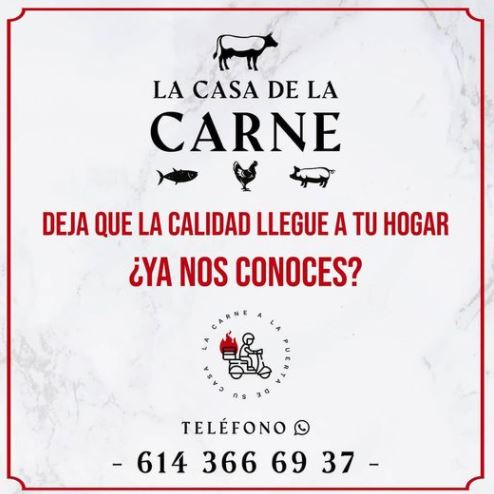 LA CASA DE LA
CARNE
DEJA QUE LA CALIDAD LLEGUE A TU HOGAR
¿YA NOS CONOCES?
LA CARNE A LA PUERTA DE SU CASA
TELÉFONO
- 614 366 69 37 -